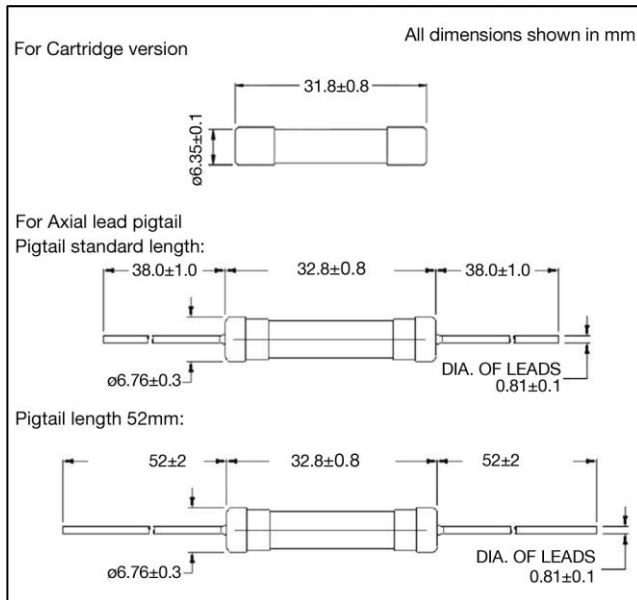 For Cartridge version
All dimensions shown in mm
31.8±0.8
ø6.35±0.1
For Axial lead pigtail
Pigtail standard length:
38.0±1.0
32.8±0.8
38.0±1.0
ø6.76±0.3
DIA. OF LEADS
0.81±0.1
Pigtail length 52mm:
52±2
32.8±0.8
52±2
ø6.76±0.3
DIA. OF LEADS
0.81±0.1